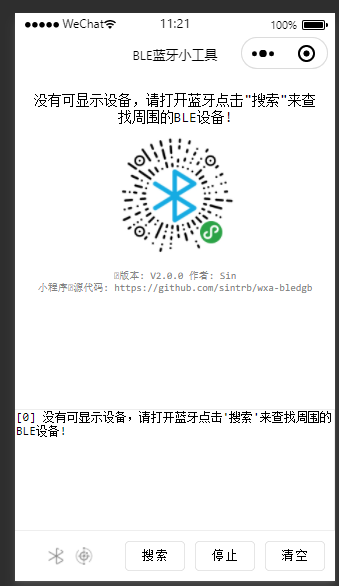 WeChat 11:21 100%
BLE蓝牙小工具
没有可显示设备，请打开蓝牙点击"搜索"来查
找周围的BLE设备!
版本: V2.0.0 作者: Sin
小程序源代码: https://github.com/sintrb/wxa-bledgb
[0] 没有可显示设备，请打开蓝牙点击'搜索'来查找周围的
BLE设备!
搜索 停止 清空